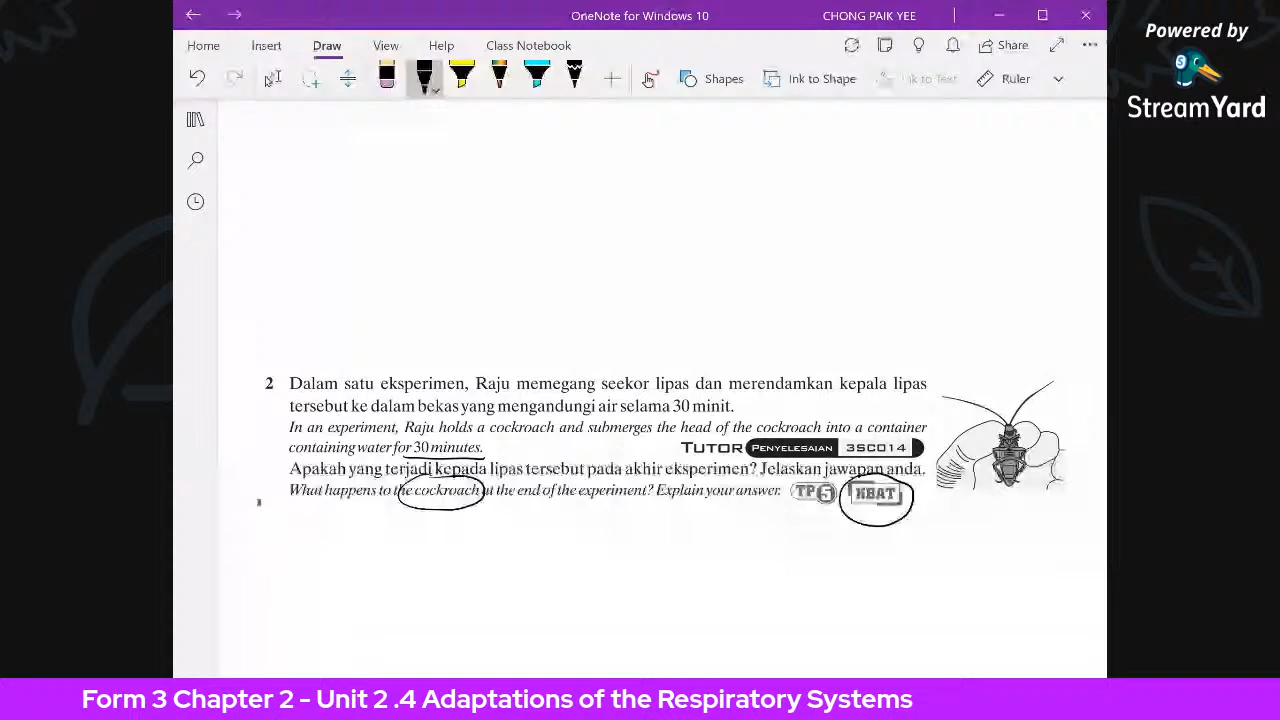 OneNote for Windows 10
CHONG PAIK YEE
Powered by
StreamYard
Home Insert Draw View Help Class Notebook Share
Shapes Ink to Shape Ink to Text Ruler
2 Dalam satu eksperimen, Raju memegang seekor lipas dan merendamkan kepala lipas
tersebut ke dalam bekas yang mengandungi air selama 30 minit.
In an experiment, Raju holds a cockroach and submerges the head of the cockroach into a container
containing water for 30 minutes. TUTOR PENYELESAIAN 3SC014
Apakah yang terjadi kepada lipas tersebut pada akhir eksperimen? Jelaskan jawapan anda.
What happens to the cockroach at the end of the experiment? Explain your answer. TP 5 KBAT
Form 3 Chapter 2 - Unit 2 .4 Adaptations of the Respiratory Systems